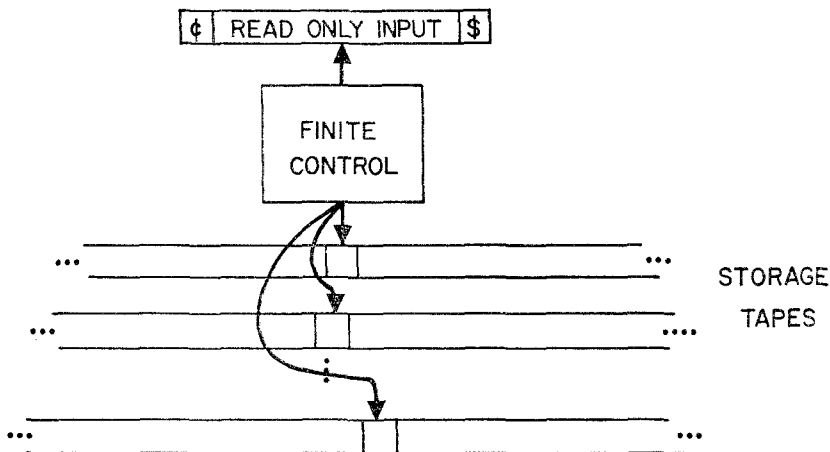 ¢ READ ONLY INPUT $
FINITE
CONTROL
STORAGE
TAPES